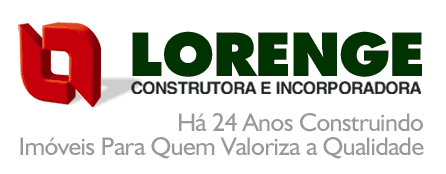 LORENGE
CONSTRUTORA E INCORPORADORA
Há 24 Anos Construindo
Imóveis Para Quem Valoriza a Qualidade